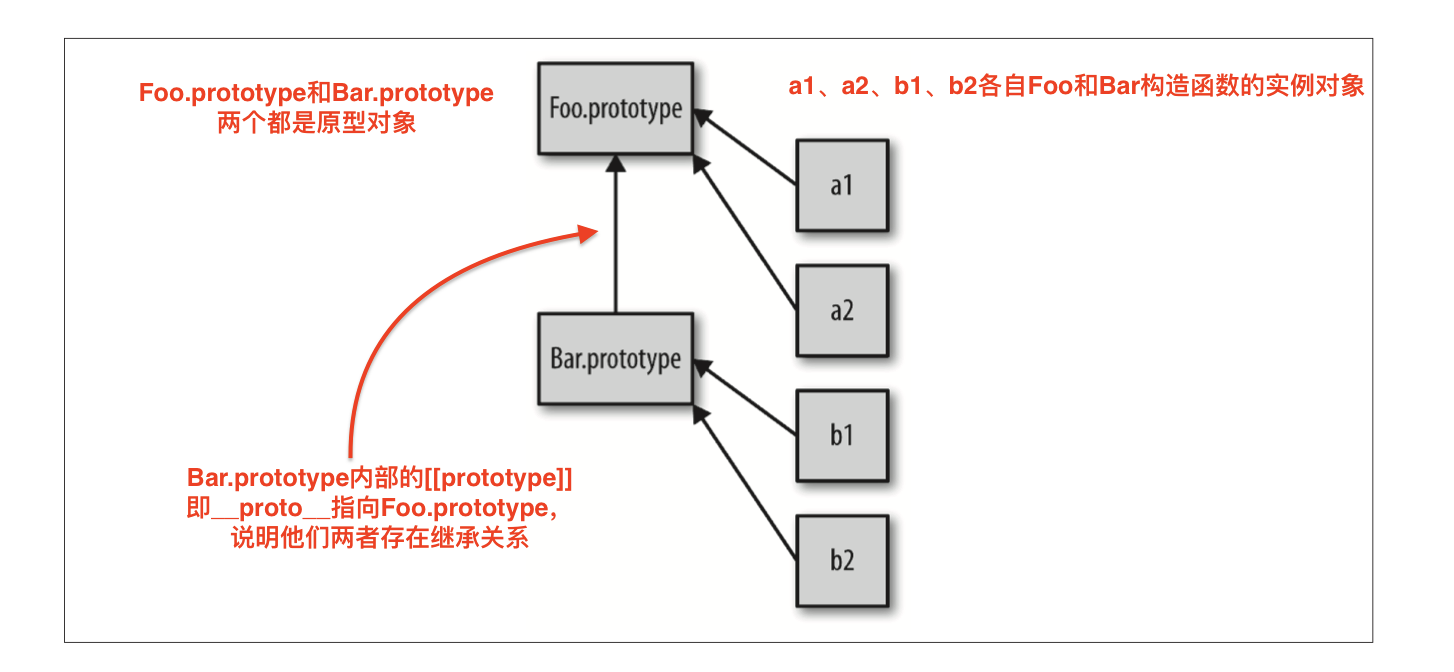 Foo.prototype和Bar.prototype
两个都是原型对象
Foo.prototype
a1、a2、b1、b2各自Foo和Bar构造函数的实例对象
a1
a2
Bar.prototype
b1
Bar.prototype内部的[[prototype]]
即__proto__指向Foo.prototype,
说明他们两者存在继承关系
b2